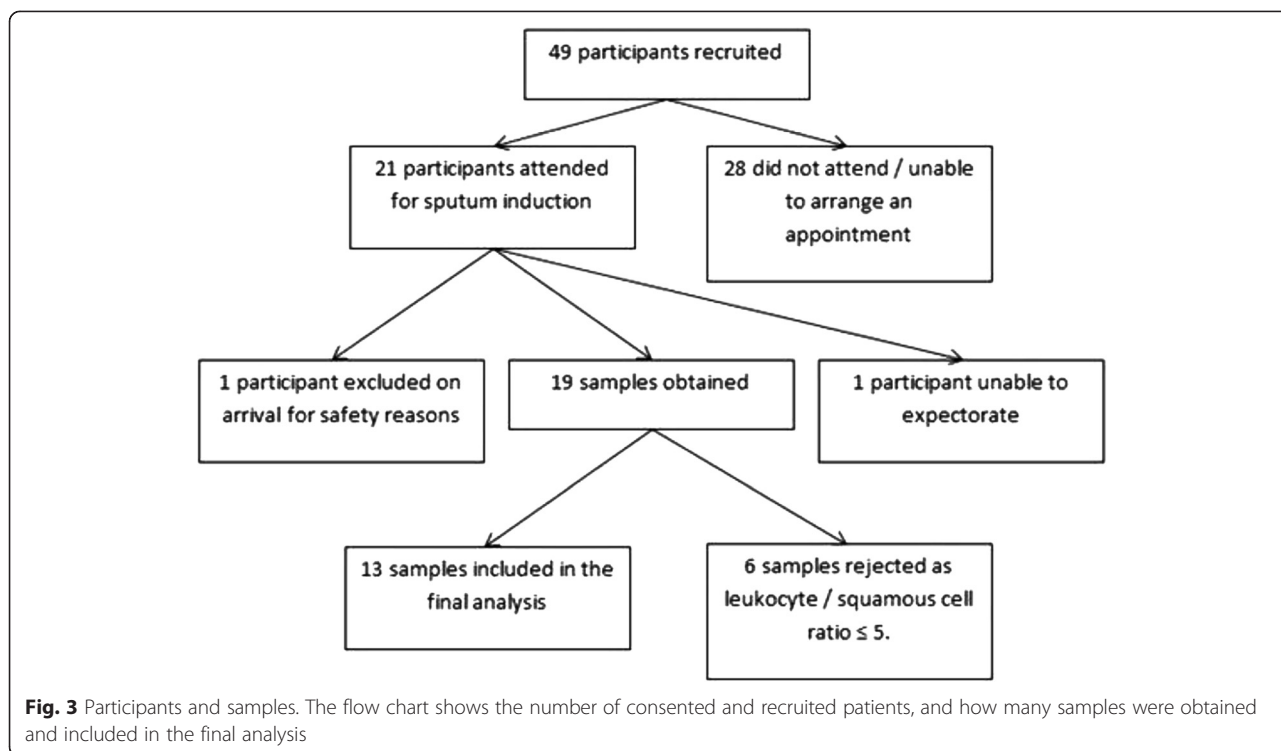 49 participants recruited
21 participants attended
for sputum induction
28 did not attend / unable
to arrange an
appointment
1 participant excluded on
arrival for safety reasons
19 samples obtained
1 participant unable to
expectorate
13 samples included in the
final analysis
6 samples rejected as
leukocyte / squamous cell
ratio ≤ 5.
Fig. 3 Participants and samples. The flow chart shows the number of consented and recruited patients, and how many samples were obtained
and included in the final analysis